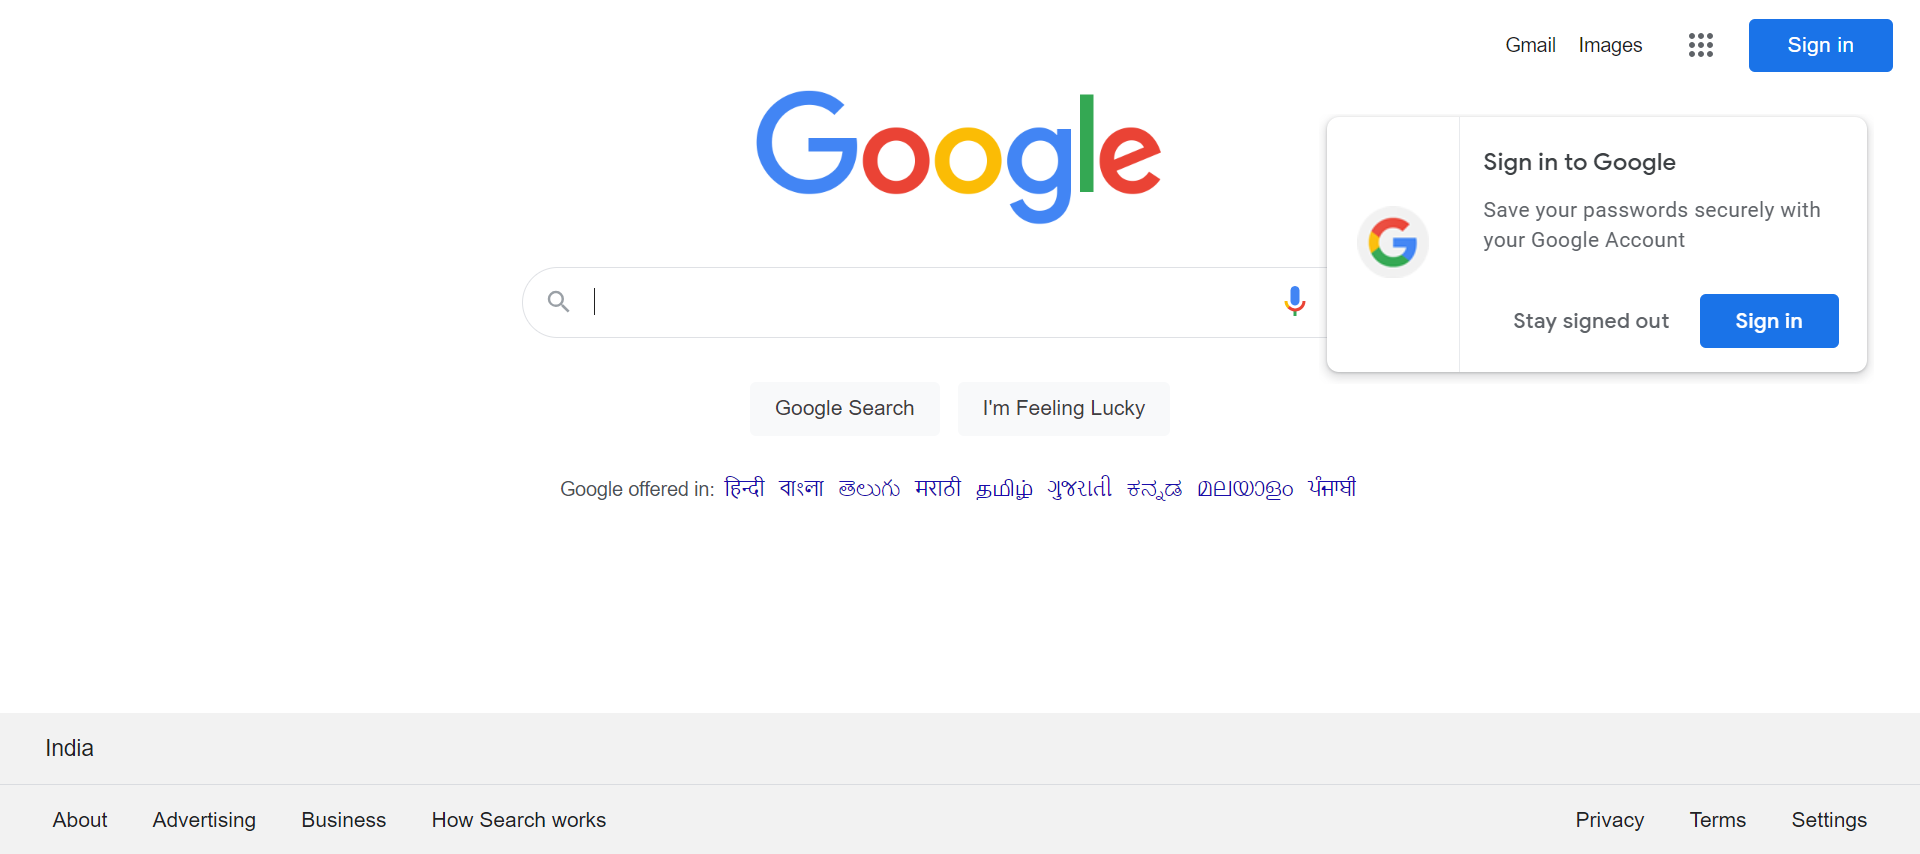 Gmail Images Sign in
Google
Sign in to Google
Save your passwords securely with
your Google Account
Stay signed out Sign in
Google Search I'm Feeling Lucky
Google offered in: हिन्दी বাংলা తెలుగు मराठी தமிழ் ગુજરાતી ಕನ್ನಡ മലയാളം ਪੰਜਾਬੀ
India
About Advertising Business How Search works Privacy Terms Settings